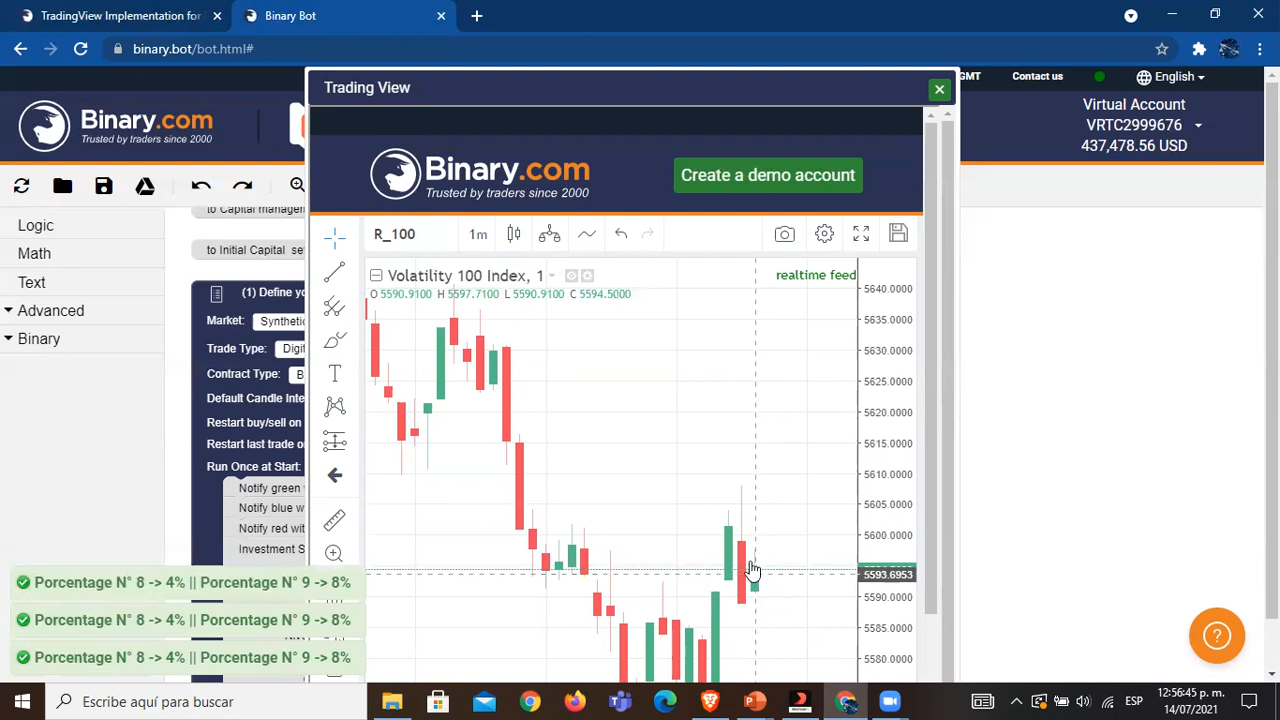 TradingView Implementation for
Binary Bot
binary.bot/bot.html#
Binary.com
Trusted by traders since 2000
Trading View
GMT
Contact us
English
Virtual Account
VRTC2999676
437,478.56 USD
Binary.com
Trusted by traders since 2000
Create a demo account
Logic
Math
Text
Advanced
Binary
to Capital management
to Initial Capital se
(1) Define yo
Market: Synthetic
Trade Type: Digit
Contract Type: B
Default Candle Inte
Restart buy/sell on
Restart last trade on
Run Once at Start:
Notify green
Notify blue w
Notify red wit
Investment S
R_100
1m
Volatility 100 Index, 1
realtime feed
O 5590.9100 H 5597.7100 L 5590.9100 C 5594.5000
5640.0000
5635.0000
5630.0000
5625.0000
5620.0000
5615.0000
5610.0000
5605.0000
5600.0000
5593.6953
5590.0000
5585.0000
5580.0000
Porcentage N° 8 -> 4% || Porcentage N° 9 -> 8%
Porcentage N° 8 -> 4% || Porcentage N° 9 -> 8%
Porcentage N° 8 -> 4% || Porcentage N° 9 -> 8%
Escribe aquí para buscar
ESP
12:56:45 p. m.
14/07/2021